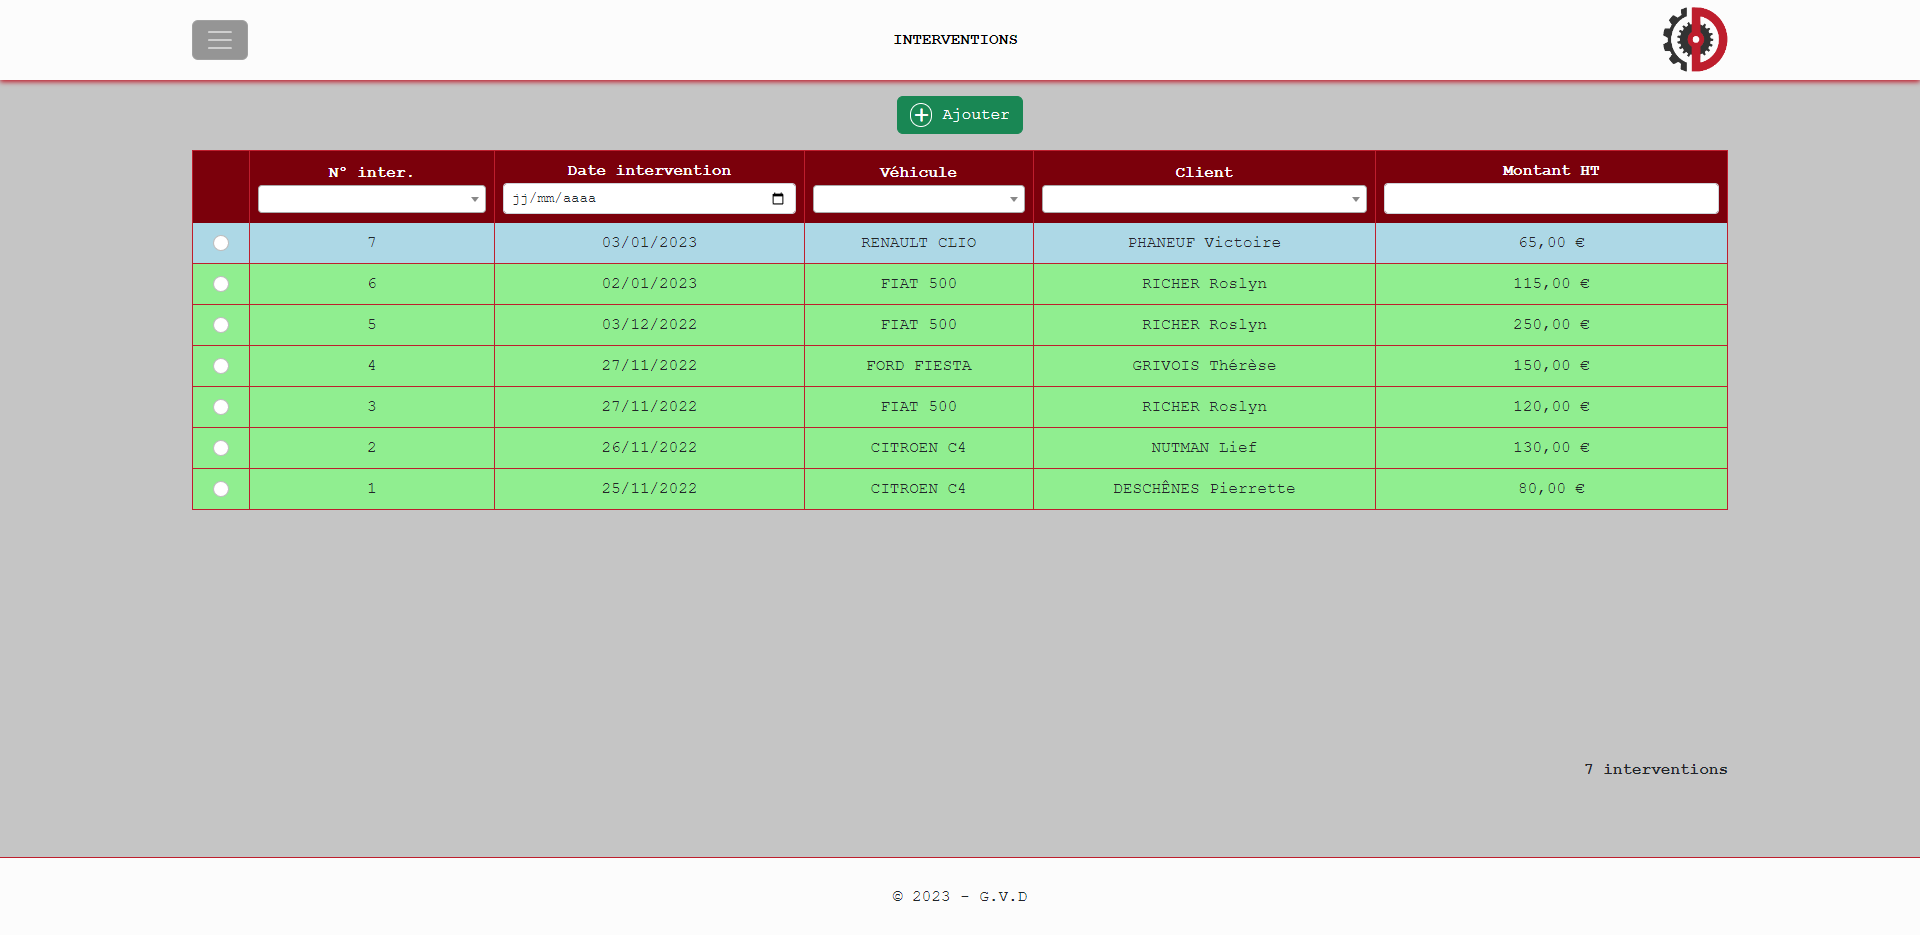 INTERVENTIONS
Ajouter
N° inter. Date intervention Véhicule Client Montant HT
jj/mm/aaaa
7 03/01/2023 RENAULT CLIO PHANEUF Victoire 65,00 €
6 02/01/2023 FIAT 500 RICHER Roslyn 115,00 €
5 03/12/2022 FIAT 500 RICHER Roslyn 250,00 €
4 27/11/2022 FORD FIESTA GRIVOIS Thérèse 150,00 €
3 27/11/2022 FIAT 500 RICHER Roslyn 120,00 €
2 26/11/2022 CITROEN C4 NUTMAN Lief 130,00 €
1 25/11/2022 CITROEN C4 DESCHÊNES Pierrette 80,00 €
7 interventions
© 2023 - G.V.D